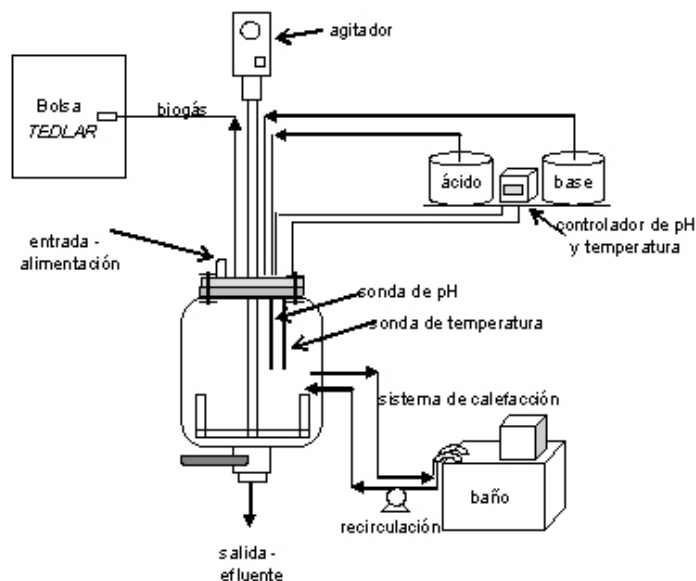 agitador
Bolsa
TEDLAR
biogás
ácido
base
controlador de pH
y temperatura
entrada -
alimentación
sonda de pH
sonda de temperatura
sistema de calefacción
baño
recirculación
salida -
efluente